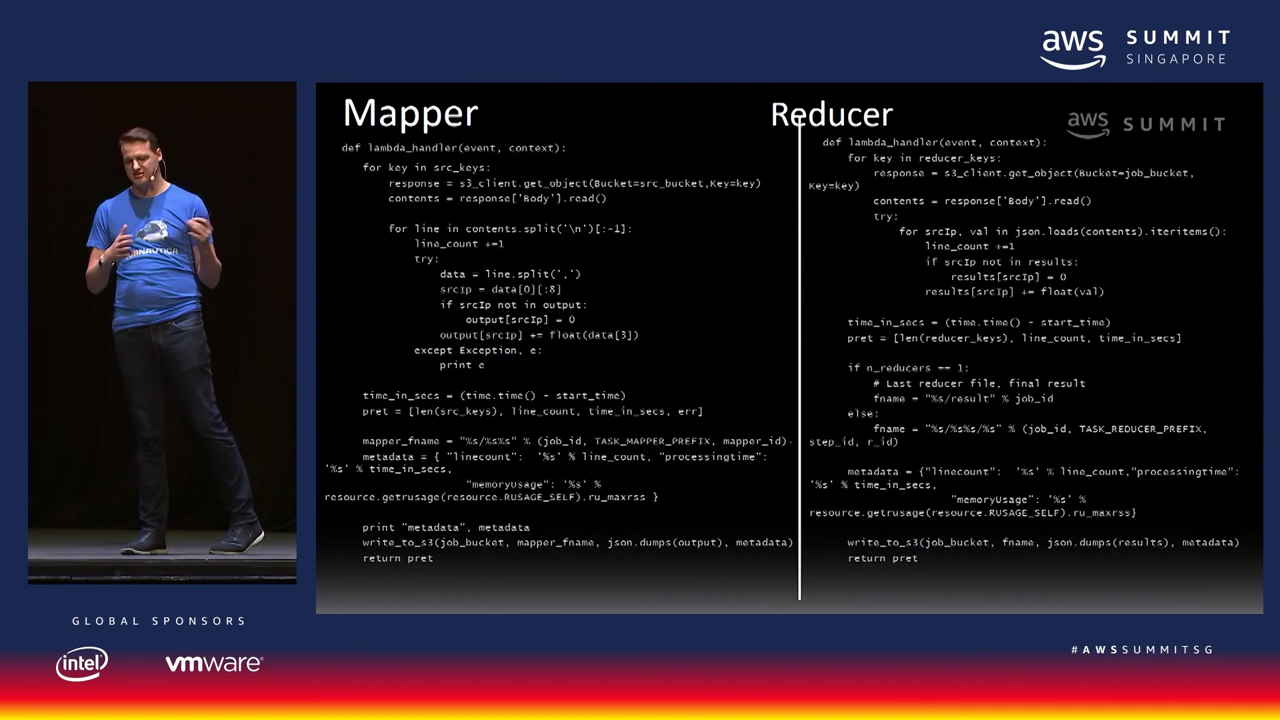 aws SUMMIT
SINGAPORE
Mapper
def lambda_handler(event, context):
for key in src_keys:
response = s3_client.get_object(Bucket=src_bucket,Key=key)
contents = response['Body'].read()
for line in contents.split('\n')[:-1]:
line_count +=1
try:
data = line.split(',')
srcIp = data[0][:8]
if srcIp not in output:
output[srcIp] = 0
output[srcIp] += float(data[3])
except Exception, e:
print e
time_in_secs = (time.time() - start_time)
pret = [len(src_keys), line_count, time_in_secs, err]
mapper_fname = "%s/%s%s" % (job_id, TASK_MAPPER_PREFIX, mapper_id)
metadata = { "linecount":  '%s' % line_count, "processingtime":
'%s' % time_in_secs,
"memoryUsage": '%s' %
resource.getrusage(resource.RUSAGE_SELF).ru_maxrss }
print "metadata", metadata
write_to_s3(job_bucket, mapper_fname, json.dumps(output), metadata)
return pret
Reducer
aws SUMMIT
def lambda_handler(event, context):
for key in reducer_keys:
response = s3_client.get_object(Bucket=job_bucket,
Key=key)
contents = response['Body'].read()
try:
for srcIp, val in json.loads(contents).iteritems():
line_count +=1
if srcIp not in results:
results[srcIp] = 0
results[srcIp] += float(val)
time_in_secs = (time.time() - start_time)
pret = [len(reducer_keys), line_count, time_in_secs]
if n_reducers == 1:
# Last reducer file, final result
fname = "%s/result" % job_id
else:
fname = "%s/%s%s/%s" % (job_id, TASK_REDUCER_PREFIX,
step_id, r_id)
metadata = {"linecount":  '%s' % line_count,"processingtime":
'%s' % time_in_secs,
"memoryUsage": '%s' %
resource.getrusage(resource.RUSAGE_SELF).ru_maxrss}
write_to_s3(job_bucket, fname, json.dumps(results), metadata)
return pret
GLOBAL SPONSORS
intel
vmware
#AWSSUMMITSG